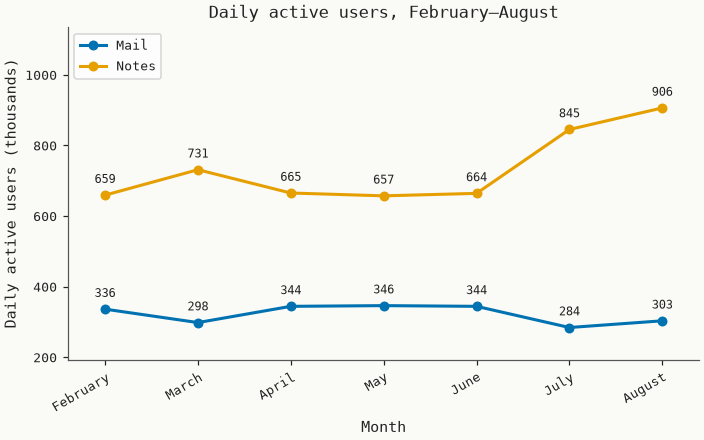 Daily active users, February–August
Mail
Notes
Daily active users (thousands)
1000
800
600
400
200
659
731
665
657
664
845
906
336
298
344
346
344
284
303
February
March
April
May
June
July
August
Month